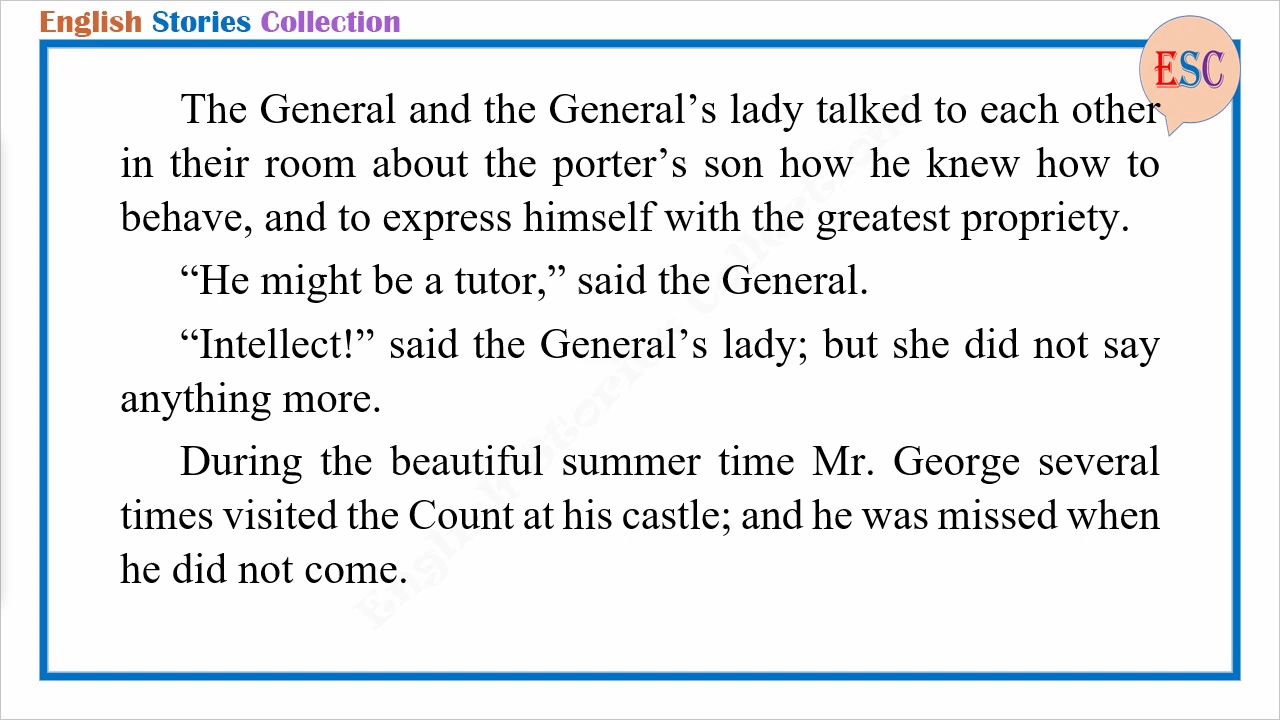 English Stories Collection
ESC
The General and the General’s lady talked to each other
in their room about the porter’s son how he knew how to
behave, and to express himself with the greatest propriety.
“He might be a tutor,” said the General.
“Intellect!” said the General’s lady; but she did not say
anything more.
During the beautiful summer time Mr. George several
times visited the Count at his castle; and he was missed when
he did not come.
English Stories Collection